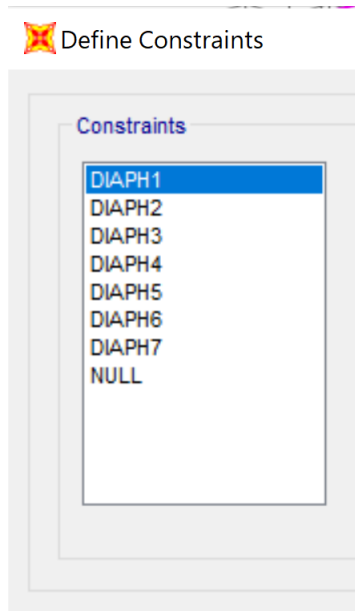 Define Constraints
Constraints
DIAPH1
DIAPH2
DIAPH3
DIAPH4
DIAPH5
DIAPH6
DIAPH7
NULL